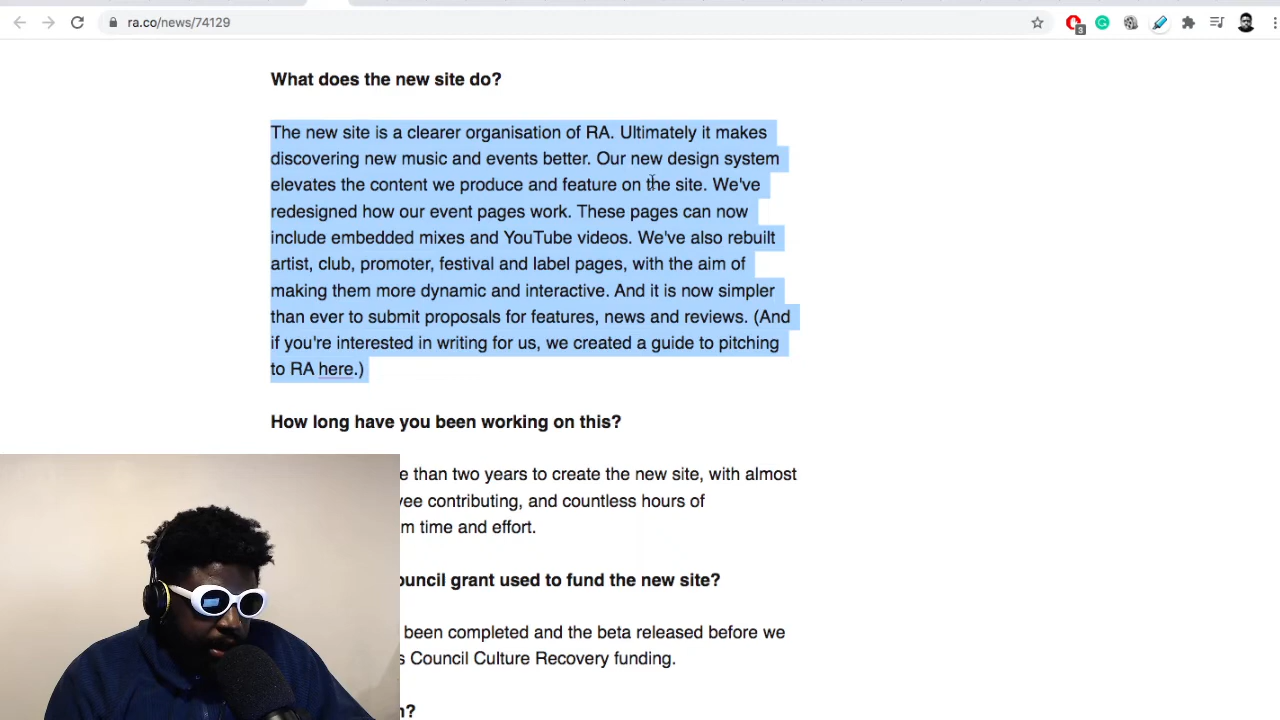 ra.co/news/74129
3
What does the new site do?
The new site is a clearer organisation of RA. Ultimately it makes
discovering new music and events better. Our new design system
elevates the content we produce and feature on the site. We've
redesigned how our event pages work. These pages can now
include embedded mixes and YouTube videos. We've also rebuilt
artist, club, promoter, festival and label pages, with the aim of
making them more dynamic and interactive. And it is now simpler
than ever to submit proposals for features, news and reviews. (And
if you're interested in writing for us, we created a guide to pitching
to RA here.)
How long have you been working on this?
e than two years to create the new site, with almost
yee contributing, and countless hours of
m time and effort.
ouncil grant used to fund the new site?
been completed and the beta released before we
s Council Culture Recovery funding.
?